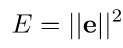 E = ||e||²